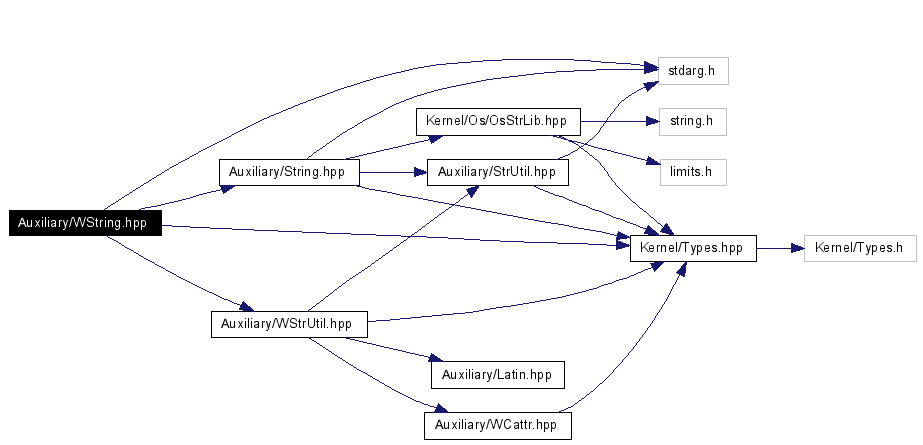 stdarg.h
Kernel/Os/OsStrLib.hpp
string.h
Auxiliary/String.hpp
Auxiliary/StrUtil.hpp
limits.h
Auxiliary/WString.hpp
Kernel/Types.hpp
Kernel/Types.h
Auxiliary/WStrUtil.hpp
Auxiliary/Latin.hpp
Auxiliary/WCattr.hpp